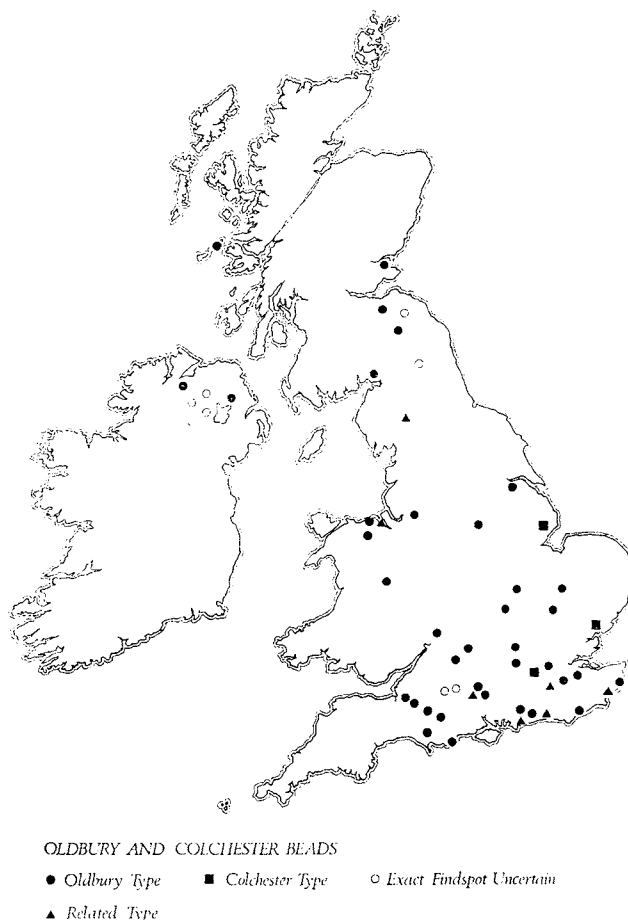 OLDBURY AND COLCHESTER BEADS
● Oldbury Type ■ Colchester Type ○ Exact Findspot Uncertain
▲ Related Type